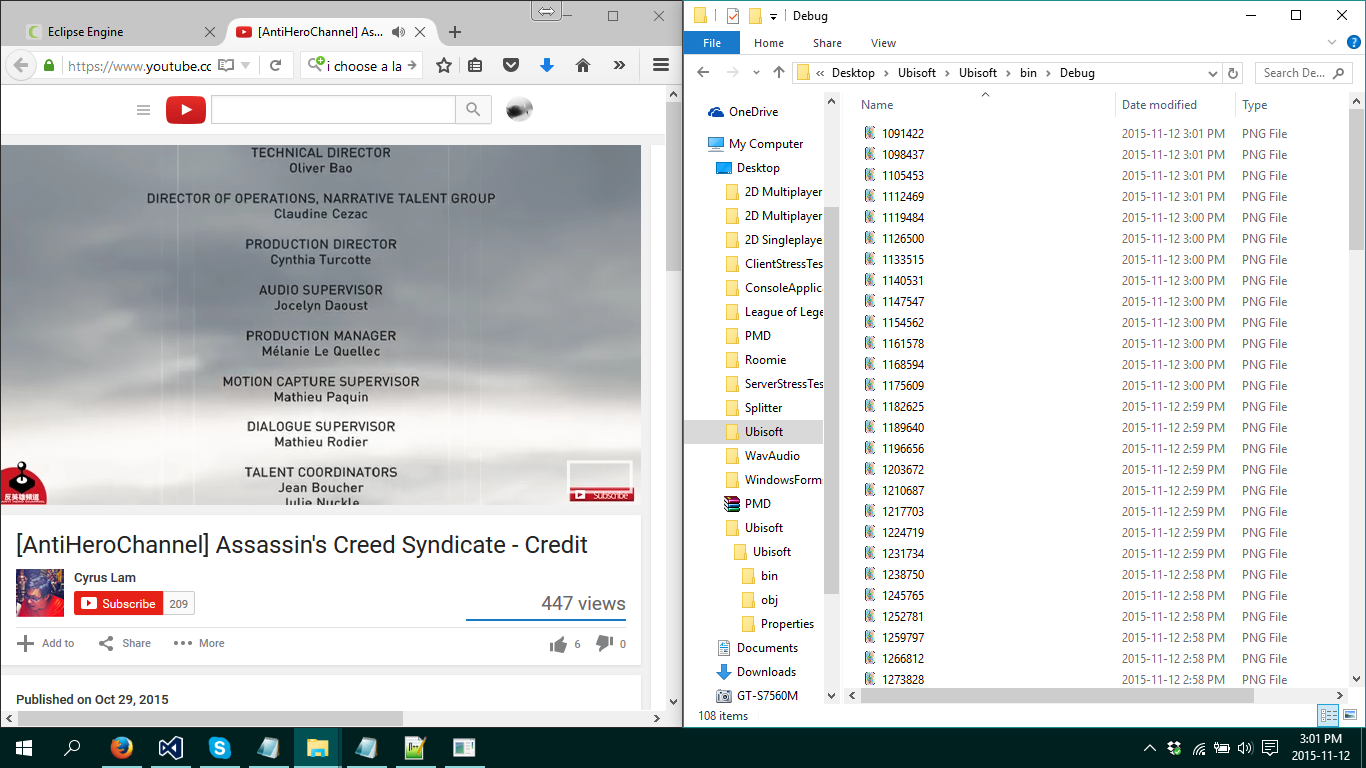 Eclipse Engine
[AntiHeroChannel] As...
https://www.youtube.co
i choose a la
TECHNICAL DIRECTOR
Oliver Bao
DIRECTOR OF OPERATIONS, NARRATIVE TALENT GROUP
Claudine Cezac
PRODUCTION DIRECTOR
Cynthia Turcotte
AUDIO SUPERVISOR
Jocelyn Daoust
PRODUCTION MANAGER
Mélanie Le Quellec
MOTION CAPTURE SUPERVISOR
Mathieu Paquin
DIALOGUE SUPERVISOR
Mathieu Rodier
TALENT COORDINATORS
Jean Boucher
Julie Nuckle
反英雄頻道
Subscribe
[AntiHeroChannel] Assassin's Creed Syndicate - Credit
Cyrus Lam
Subscribe 209
447 views
Add to Share More 6 0
Published on Oct 29, 2015
Debug
File Home Share View
« Desktop Ubisoft Ubisoft bin Debug
Search De...
OneDrive
My Computer
Desktop
2D Multiplayer
2D Multiplayer
2D Singleplaye
ClientStressTes
ConsoleApplic
League of Lege
PMD
Roomie
ServerStressTes
Splitter
Ubisoft
WavAudio
WindowsForm
PMD
Ubisoft
Ubisoft
bin
obj
Properties
Documents
Downloads
GT-S7560M
Name Date modified Type
1091422 2015-11-12 3:01 PM PNG File
1098437 2015-11-12 3:01 PM PNG File
1105453 2015-11-12 3:01 PM PNG File
1112469 2015-11-12 3:01 PM PNG File
1119484 2015-11-12 3:00 PM PNG File
1126500 2015-11-12 3:00 PM PNG File
1133515 2015-11-12 3:00 PM PNG File
1140531 2015-11-12 3:00 PM PNG File
1147547 2015-11-12 3:00 PM PNG File
1154562 2015-11-12 3:00 PM PNG File
1161578 2015-11-12 3:00 PM PNG File
1168594 2015-11-12 3:00 PM PNG File
1175609 2015-11-12 3:00 PM PNG File
1182625 2015-11-12 2:59 PM PNG File
1189640 2015-11-12 2:59 PM PNG File
1196656 2015-11-12 2:59 PM PNG File
1203672 2015-11-12 2:59 PM PNG File
1210687 2015-11-12 2:59 PM PNG File
1217703 2015-11-12 2:59 PM PNG File
1224719 2015-11-12 2:59 PM PNG File
1231734 2015-11-12 2:59 PM PNG File
1238750 2015-11-12 2:58 PM PNG File
1245765 2015-11-12 2:58 PM PNG File
1252781 2015-11-12 2:58 PM PNG File
1259797 2015-11-12 2:58 PM PNG File
1266812 2015-11-12 2:58 PM PNG File
1273828 2015-11-12 2:58 PM PNG File
108 items
3:01 PM
2015-11-12